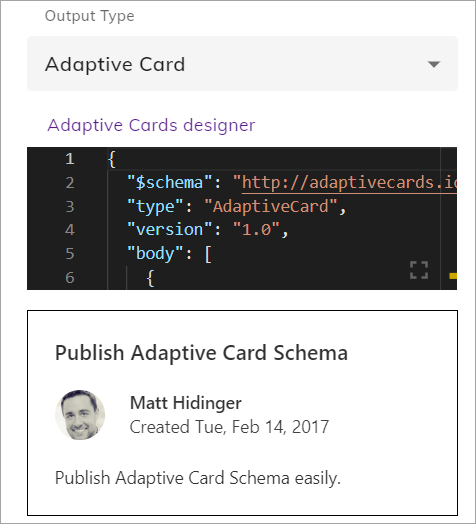 Output Type
Adaptive Card
Adaptive Cards designer
1 {
2 "$schema": "http://adaptivecards.io
3 "type": "AdaptiveCard",
4 "version": "1.0",
5 "body": [
6 {
Publish Adaptive Card Schema
Matt Hidinger
Created Tue, Feb 14, 2017
Publish Adaptive Card Schema easily.